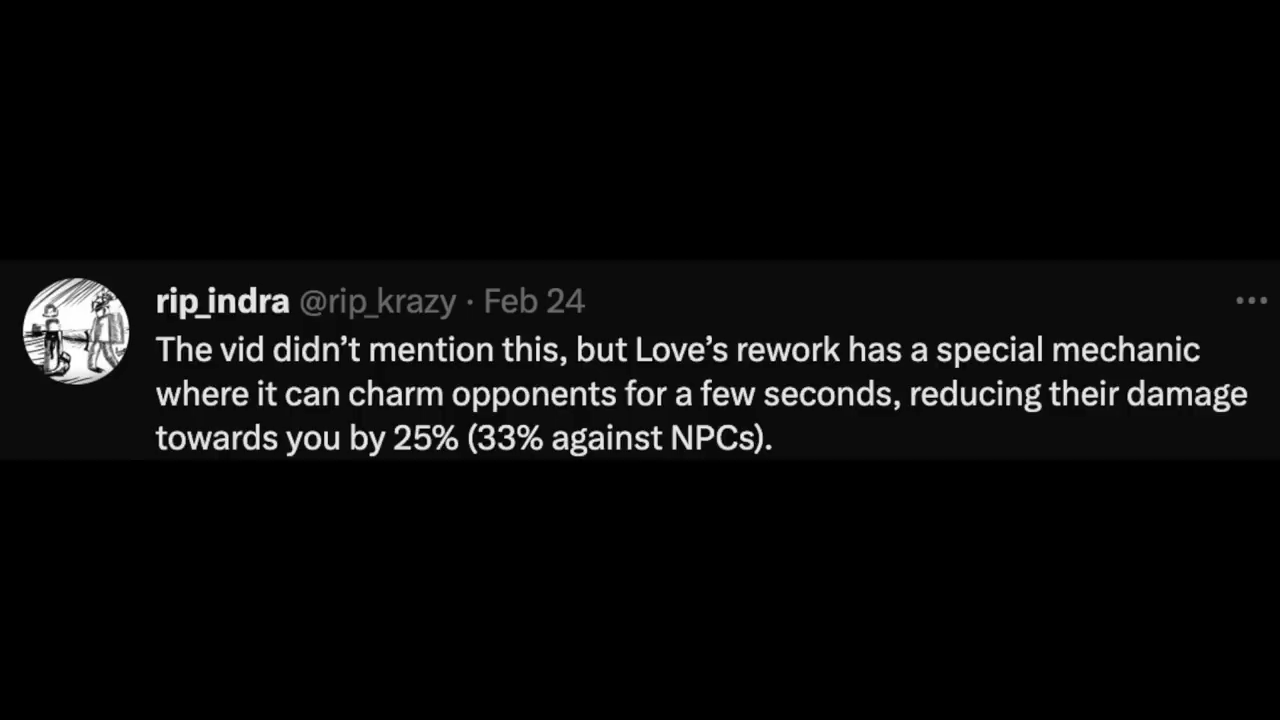 rip_indra @rip_krazy · Feb 24
The vid didn’t mention this, but Love’s rework has a special mechanic
where it can charm opponents for a few seconds, reducing their damage
towards you by 25% (33% against NPCs).